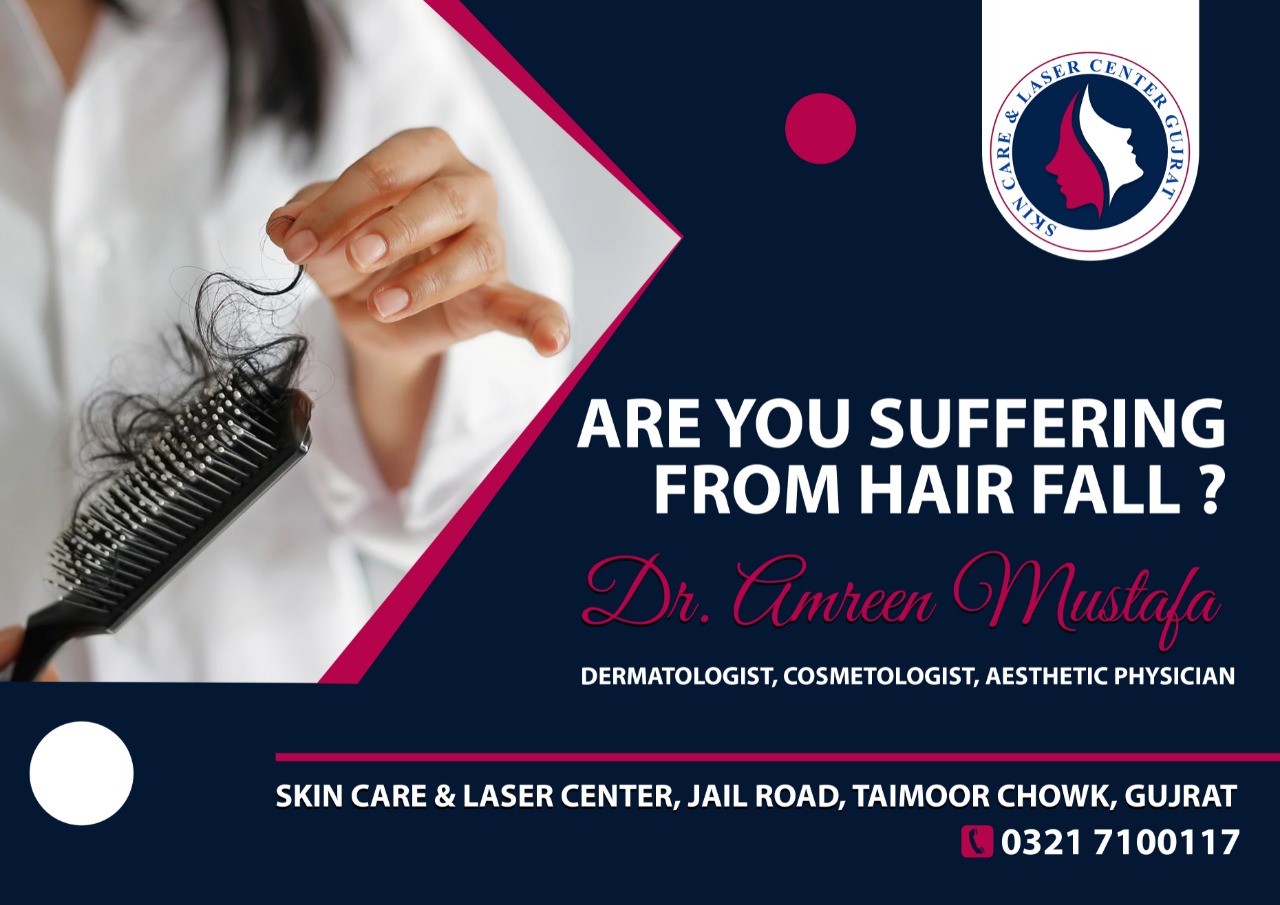 SKIN CARE & LASER CENTER GUJRAT
ARE YOU SUFFERING
FROM HAIR FALL ?
Dr. Amreen Mustafa
DERMATOLOGIST, COSMETOLOGIST, AESTHETIC PHYSICIAN
SKIN CARE & LASER CENTER, JAIL ROAD, TAIMOOR CHOWK, GUJRAT
0321 7100117